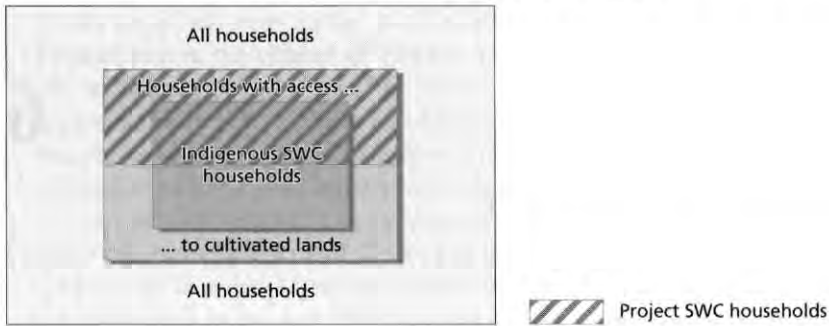 All households
Households with access ...
Indigenous SWC
households
... to cultivated lands
All households
Project SWC households